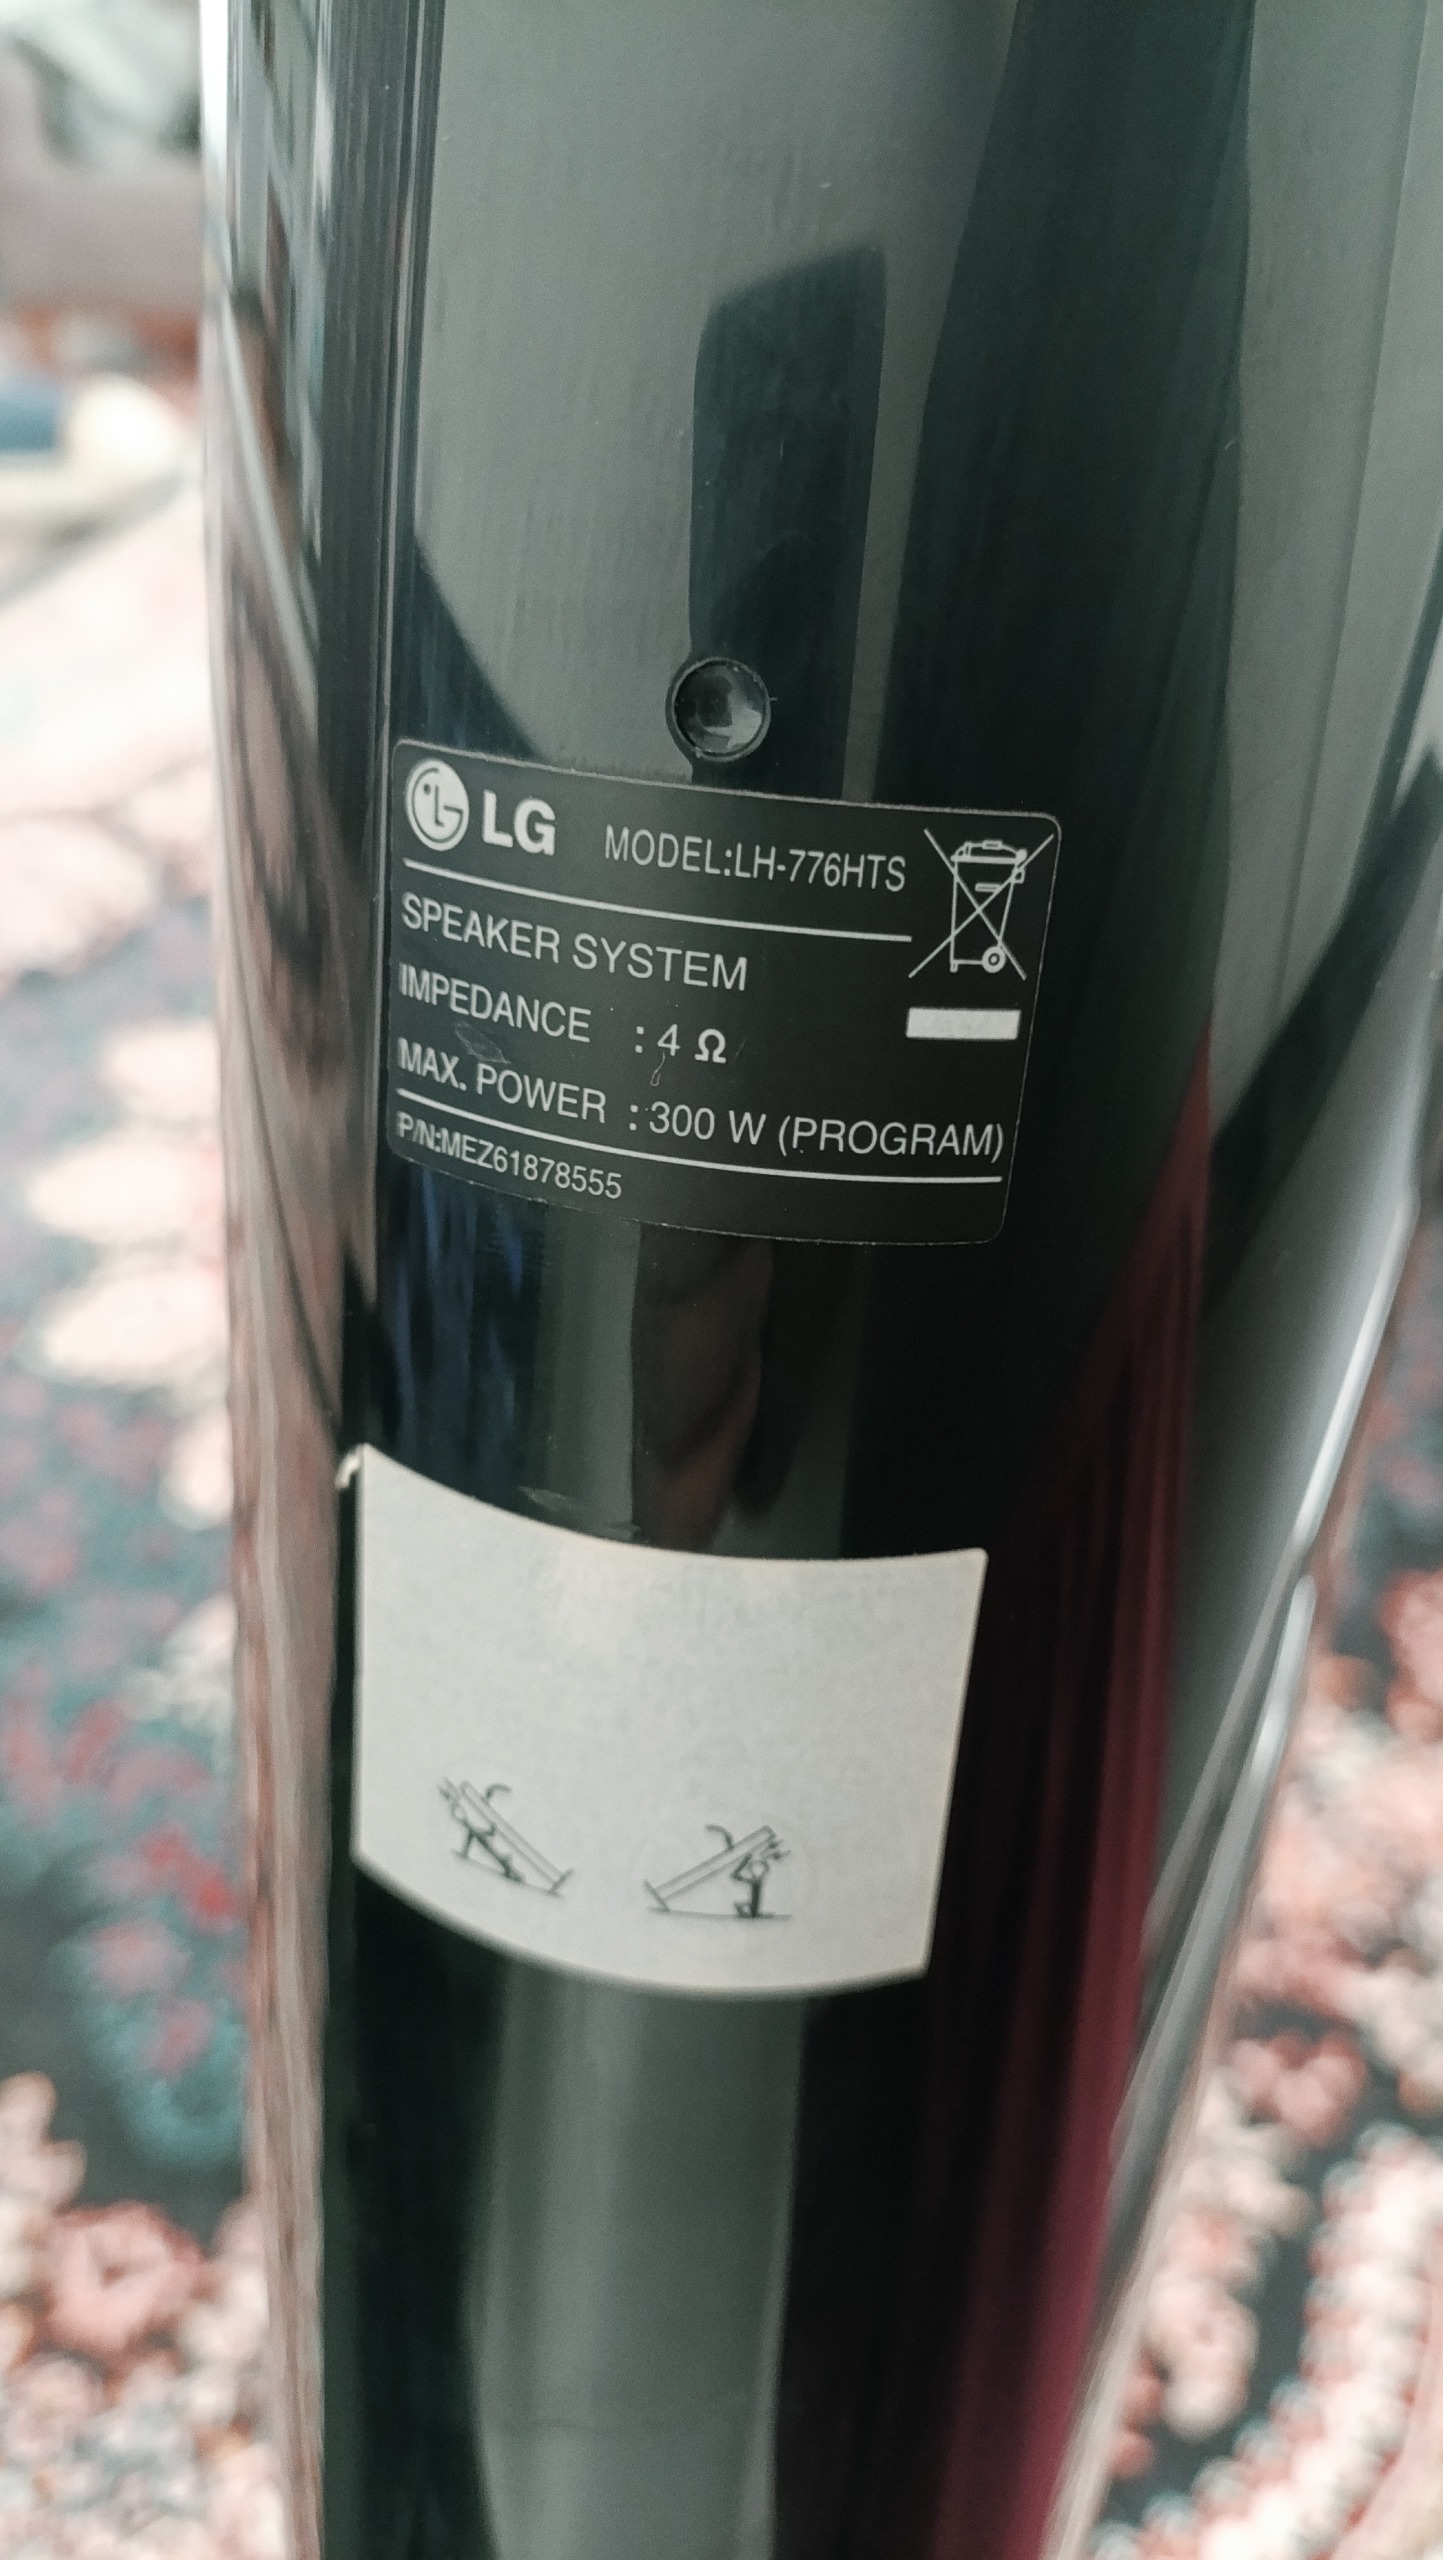 LG MODEL:LH-776HTS
SPEAKER SYSTEM
IMPEDANCE : 4 Ω
MAX. POWER : 300 W (PROGRAM)
P/N:MEZ61878555